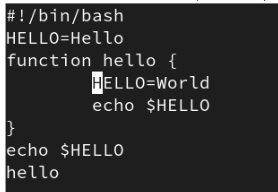 #!/bin/bash
HELLO=Hello
function hello {
        HELLO=World
        echo $HELLO
}
echo $HELLO
hello